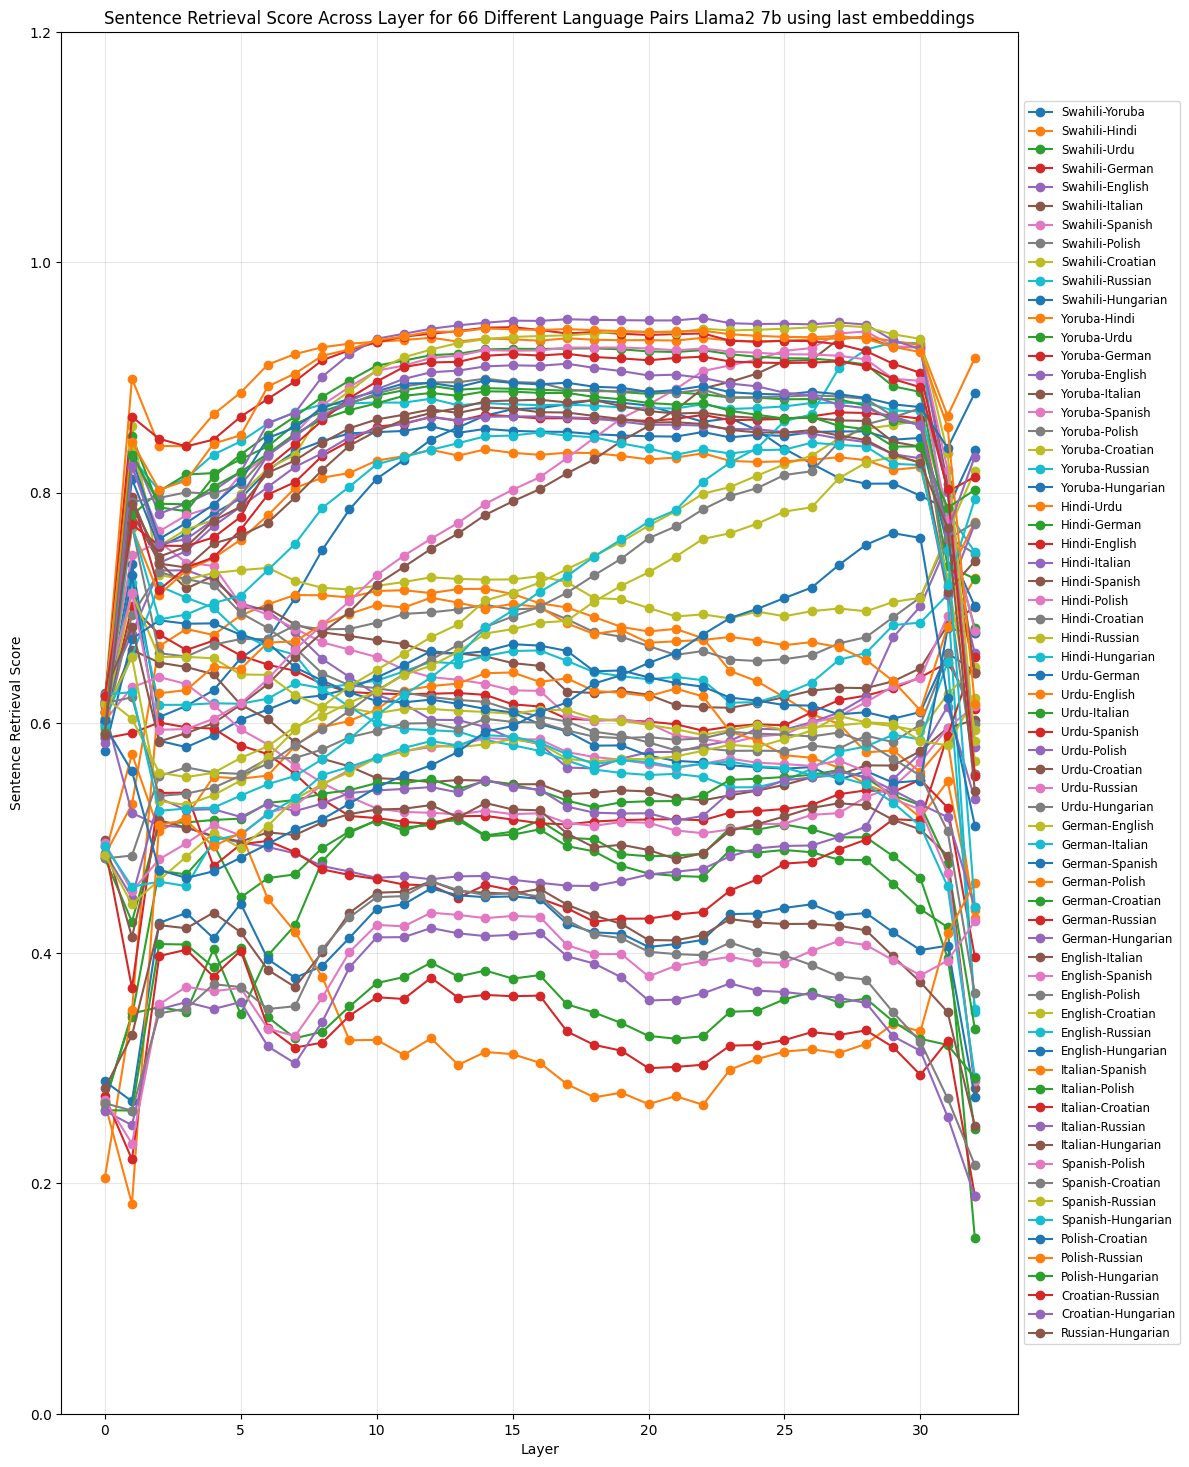 Sentence Retrieval Score Across Layer for 66 Different Language Pairs Llama2 7b using last embeddings
1.2
1.0
0.8
0.6
0.4
0.2
0.0
Sentence Retrieval Score
0 5 10 15 20 25 30
Layer
Swahili-Yoruba
Swahili-Hindi
Swahili-Urdu
Swahili-German
Swahili-English
Swahili-Italian
Swahili-Spanish
Swahili-Polish
Swahili-Croatian
Swahili-Russian
Swahili-Hungarian
Yoruba-Hindi
Yoruba-Urdu
Yoruba-German
Yoruba-English
Yoruba-Italian
Yoruba-Spanish
Yoruba-Polish
Yoruba-Croatian
Yoruba-Russian
Yoruba-Hungarian
Hindi-Urdu
Hindi-German
Hindi-English
Hindi-Italian
Hindi-Spanish
Hindi-Polish
Hindi-Croatian
Hindi-Russian
Hindi-Hungarian
Urdu-German
Urdu-English
Urdu-Italian
Urdu-Spanish
Urdu-Polish
Urdu-Croatian
Urdu-Russian
Urdu-Hungarian
German-English
German-Italian
German-Spanish
German-Polish
German-Croatian
German-Russian
German-Hungarian
English-Italian
English-Spanish
English-Polish
English-Croatian
English-Russian
English-Hungarian
Italian-Spanish
Italian-Polish
Italian-Croatian
Italian-Russian
Italian-Hungarian
Spanish-Polish
Spanish-Croatian
Spanish-Russian
Spanish-Hungarian
Polish-Croatian
Polish-Russian
Polish-Hungarian
Croatian-Russian
Croatian-Hungarian
Russian-Hungarian